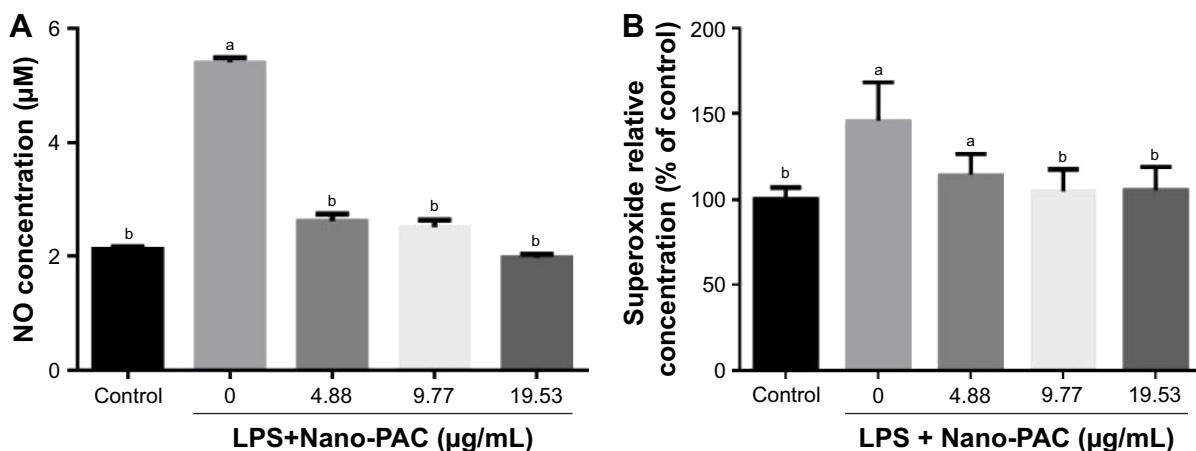 A
NO concentration (µM)
6
4
2
0
b
a
b
b
b
Control
0
4.88
9.77
19.53
LPS+Nano-PAC (µg/mL)
B
Superoxide relative
concentration (% of control)
200
150
100
50
0
b
a
a
b
b
Control
0
4.88
9.77
19.53
LPS + Nano-PAC (µg/mL)